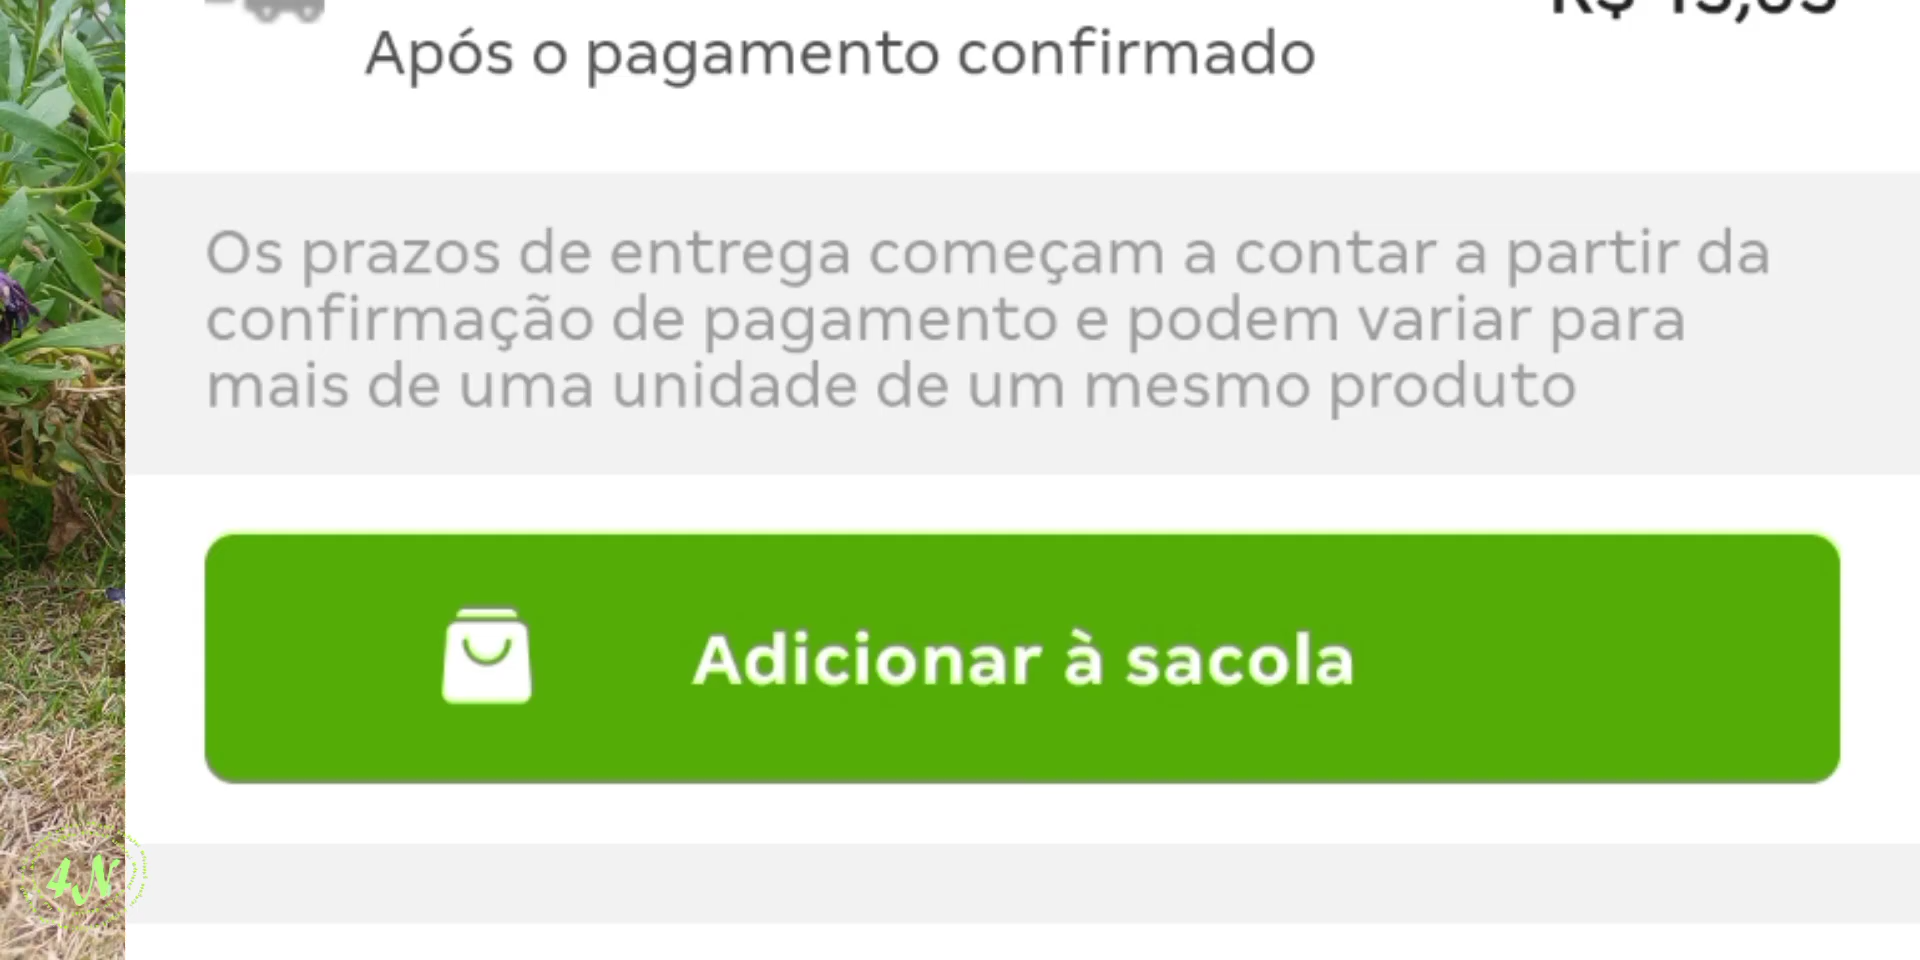 R$
Após o pagamento confirmado
Os prazos de entrega começam a contar a partir da
confirmação de pagamento e podem variar para
mais de uma unidade de um mesmo produto
Adicionar à sacola
4N